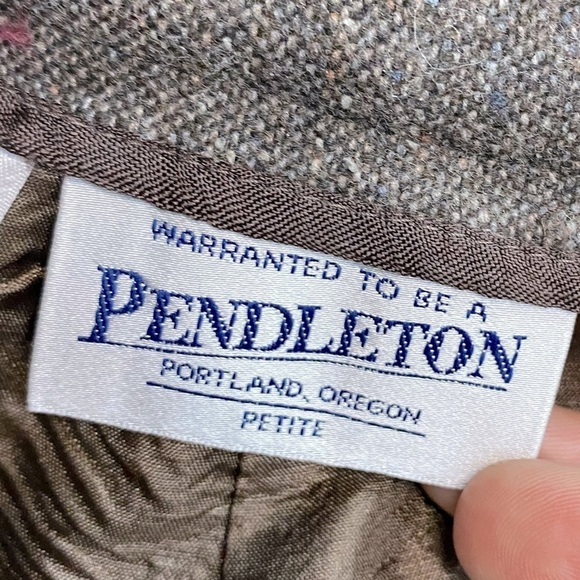 WARRANTED TO BE A
PENDLETON
PORTLAND, OREGON
PETITE